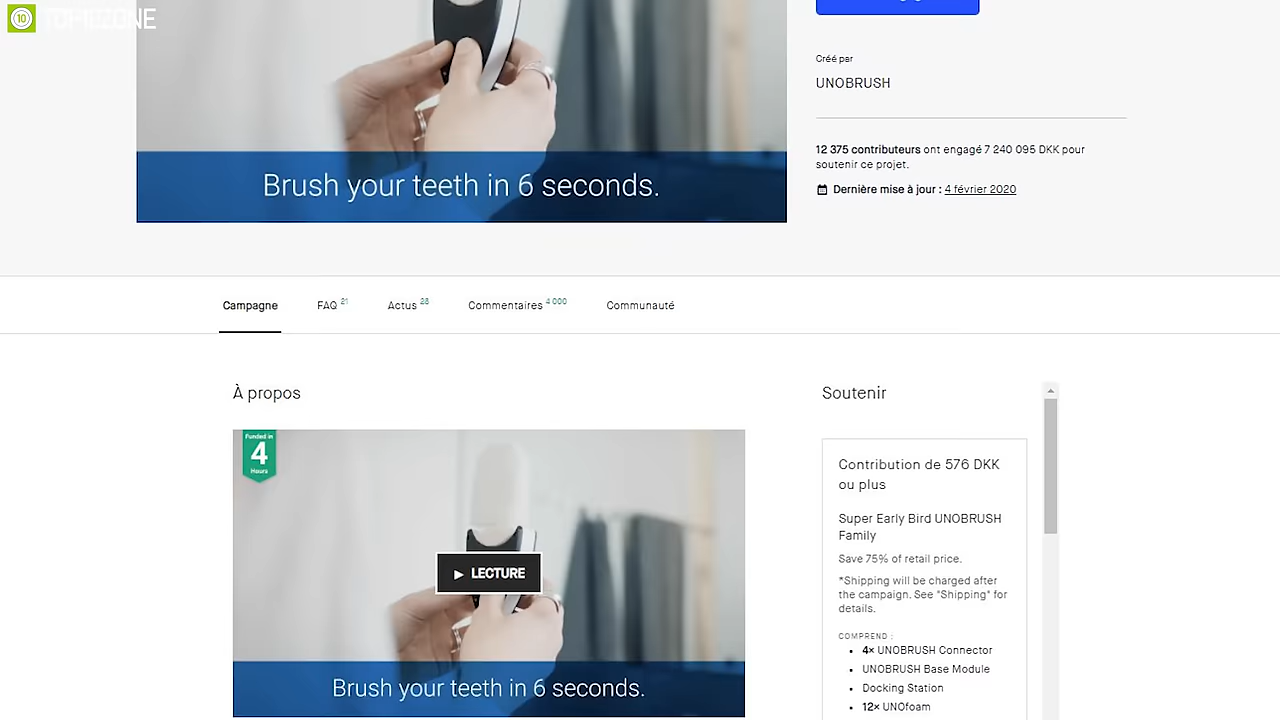 10
Créé par
UNOBRUSH
12 375 contributeurs ont engagé 7 240 095 DKK pour
soutenir ce projet.
Dernière mise à jour : 4 février 2020
Brush your teeth in 6 seconds.
Campagne FAQ 21 Actus 28 Commentaires 4 000 Communauté
À propos
Soutenir
Funded in
4
Hours
LECTURE
Brush your teeth in 6 seconds.
Contribution de 576 DKK
ou plus
Super Early Bird UNOBRUSH
Family
Save 75% of retail price.
*Shipping will be charged after
the campaign. See "Shipping" for
details.
COMPREND :
4× UNOBRUSH Connector
UNOBRUSH Base Module
Docking Station
12× UNOfoam